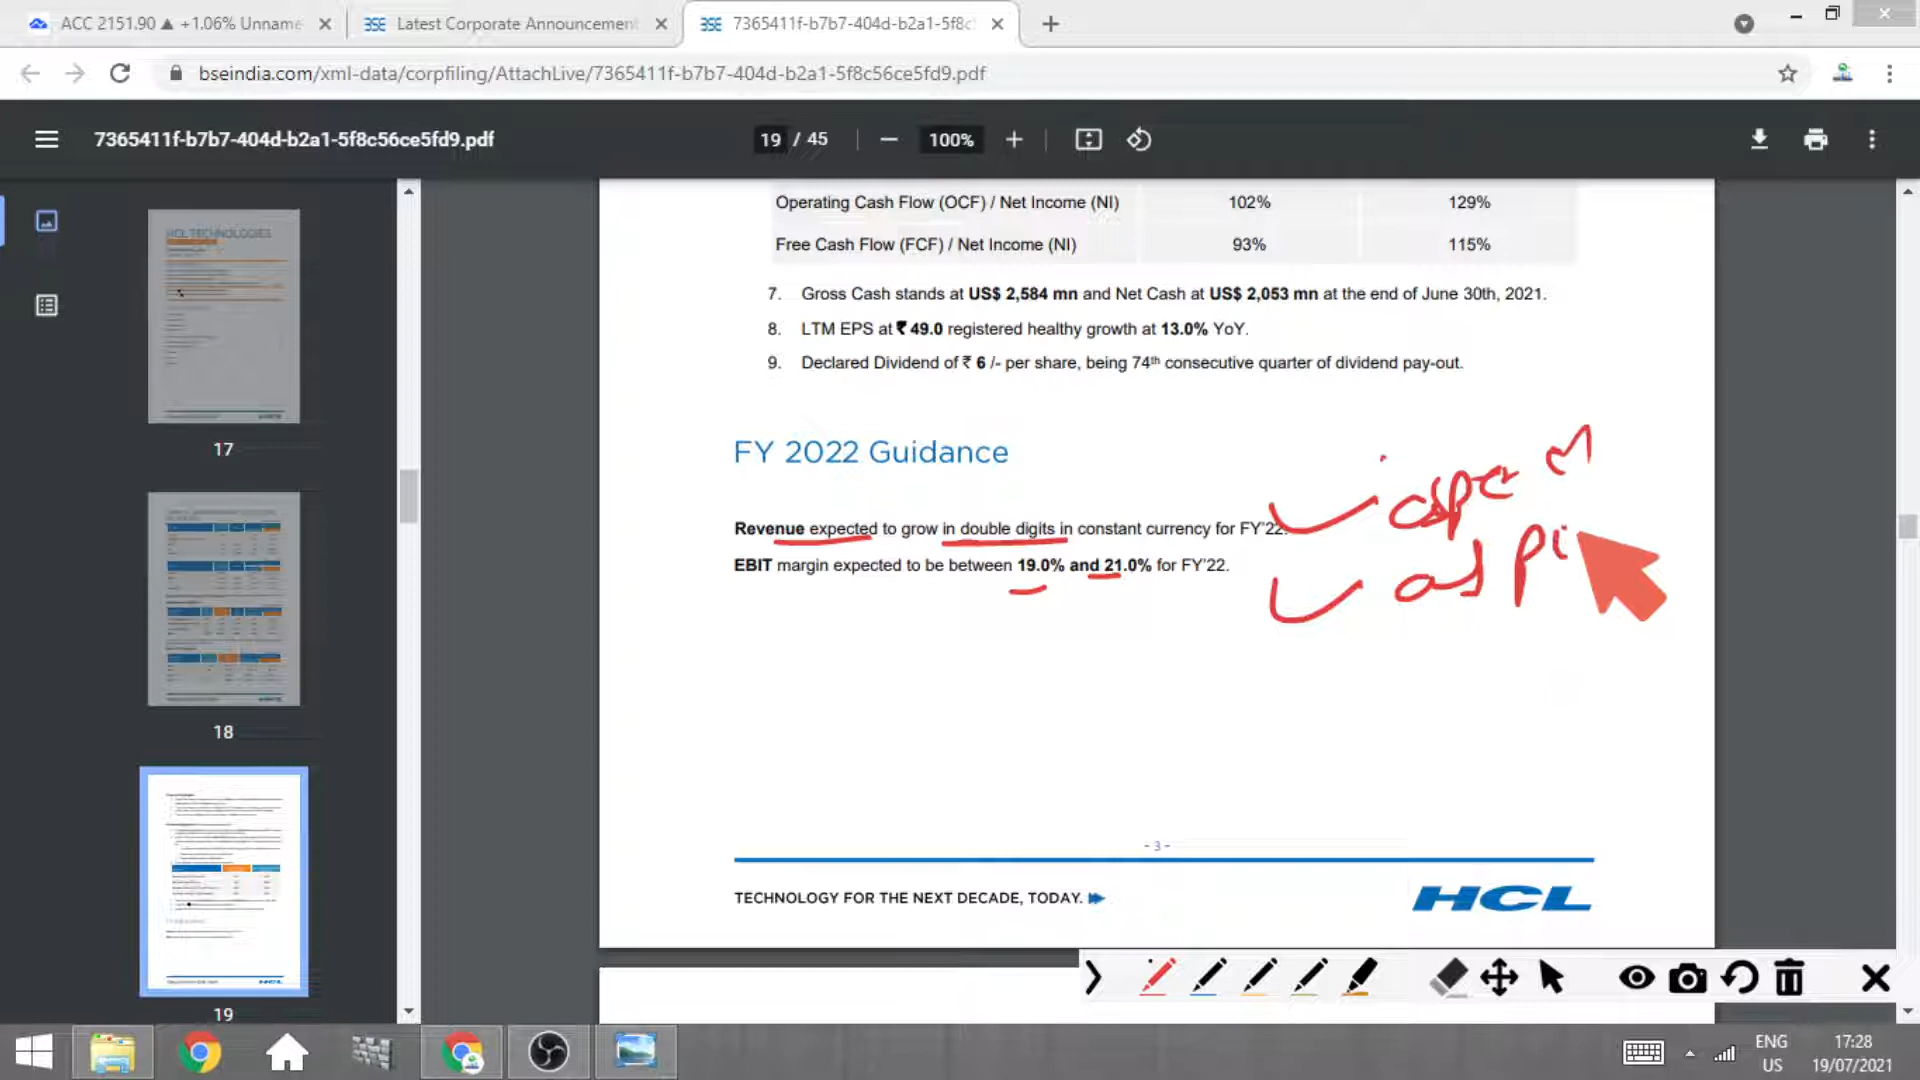 ACC 2151.90 ▲ +1.06% Unname
Latest Corporate Announcement
7365411f-b7b7-404d-b2a1-5f8c
bseindia.com/xml-data/corpfiling/AttachLive/7365411f-b7b7-404d-b2a1-5f8c56ce5fd9.pdf
7365411f-b7b7-404d-b2a1-5f8c56ce5fd9.pdf
19 / 45
100%
HCL TECHNOLOGIES
17
18
19
Operating Cash Flow (OCF) / Net Income (NI) 102% 129%
Free Cash Flow (FCF) / Net Income (NI) 93% 115%
7. Gross Cash stands at US$ 2,584 mn and Net Cash at US$ 2,053 mn at the end of June 30th, 2021.
8. LTM EPS at ₹ 49.0 registered healthy growth at 13.0% YoY.
9. Declared Dividend of ₹ 6 /- per share, being 74th consecutive quarter of dividend pay-out.
FY 2022 Guidance
Revenue expected to grow in double digits in constant currency for FY'22.
EBIT margin expected to be between 19.0% and 21.0% for FY'22.
- 3 -
TECHNOLOGY FOR THE NEXT DECADE, TODAY.
HCL
ENG
US
17:28
19/07/2021